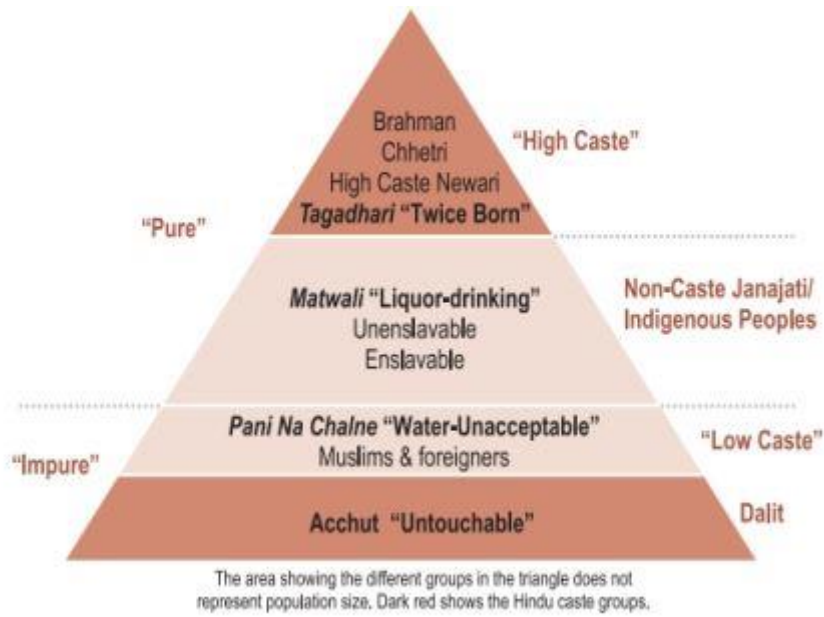 Brahman
Chhetri
High Caste Newari
Tagadhari “Twice Born”
“High Caste”
“Pure”
Matwali “Liquor-drinking”
Unenslavable
Enslavable
Non-Caste Janajati/
Indigenous Peoples
Pani Na Chalne “Water-Unacceptable”
Muslims & foreigners
“Low Caste”
“Impure”
Acchut “Untouchable”
Dalit
The area showing the different groups in the triangle does not
represent population size. Dark red shows the Hindu caste groups.